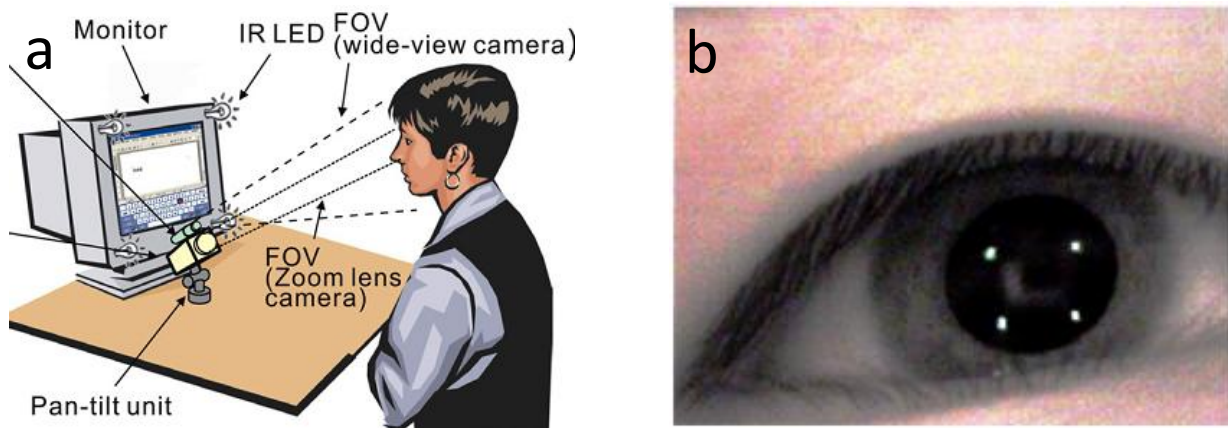 a
Monitor
IR LED
FOV
(wide-view camera)
FOV
(Zoom lens
camera)
Pan-tilt unit
b